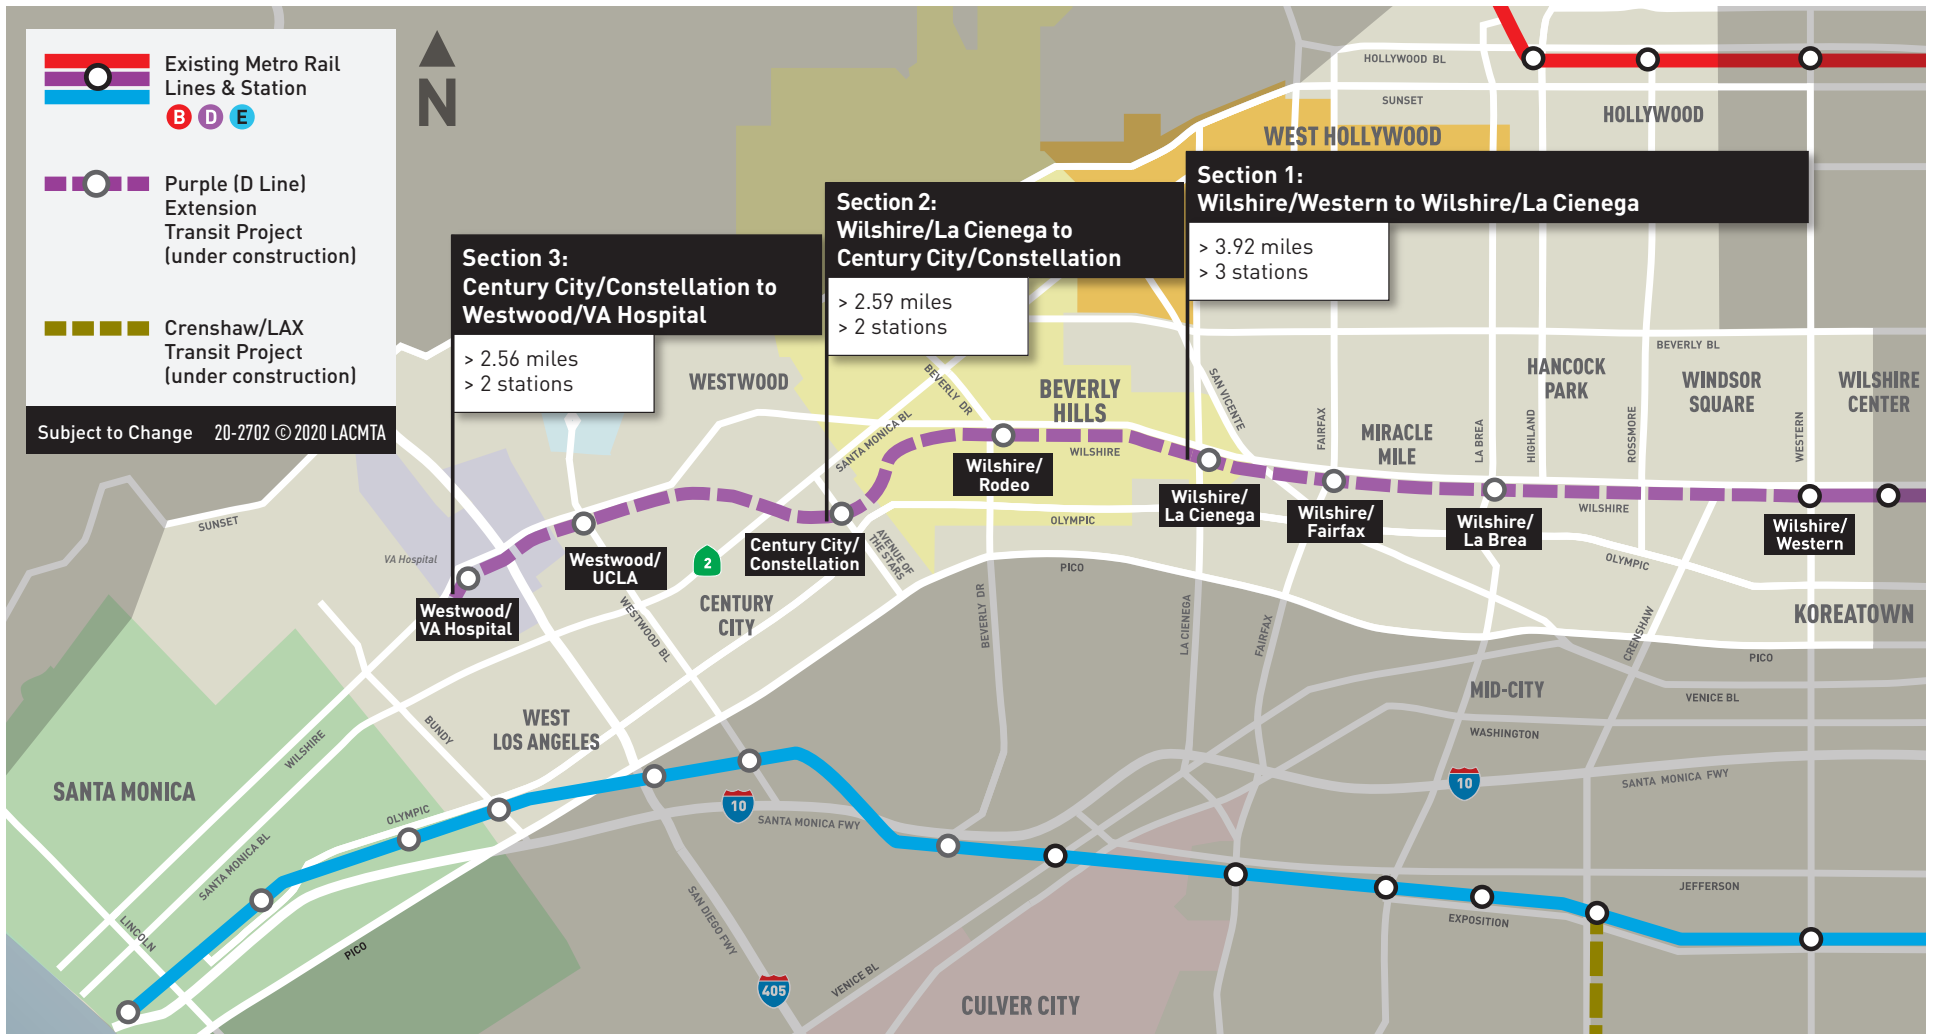 Existing Metro Rail
Lines & Station
B D E
Purple (D Line)
Extension
Transit Project
(under construction)
Crenshaw/LAX
Transit Project
(under construction)
Subject to Change 20-2702 © 2020 LACMTA
N
Section 3:
Century City/Constellation to
Westwood/VA Hospital
> 2.56 miles
> 2 stations
Section 2:
Wilshire/La Cienega to
Century City/Constellation
> 2.59 miles
> 2 stations
Section 1:
Wilshire/Western to Wilshire/La Cienega
> 3.92 miles
> 3 stations
HOLLYWOOD BL
SUNSET
HOLLYWOOD
WEST HOLLYWOOD
BEVERLY BL
WESTWOOD
BEVERLY DR
BEVERLY
HILLS
SAN VICENTE
FAIRFAX
MIRACLE
MILE
LA BREA
HIGHLAND
HANCOCK
PARK
ROSSMORE
WINDSOR
SQUARE
WESTERN
WILSHIRE
CENTER
SANTA MONICA BL
WILSHIRE
WILSHIRE
Wilshire/
Rodeo
Wilshire/
La Cienega
Wilshire/
Fairfax
Wilshire/
La Brea
Wilshire/
Western
SUNSET
VA Hospital
Westwood/
VA Hospital
Westwood/
UCLA
2
Century City/
Constellation
AVENUE OF
THE STARS
OLYMPIC
PICO
OLYMPIC
CENTURY
CITY
WESTWOOD BL
BEVERLY DR
LA CIENEGA
FAIRFAX
CRENSHAW
KOREATOWN
PICO
MID-CITY
VENICE BL
WASHINGTON
WEST
LOS ANGELES
BUNDY
WILSHIRE
SANTA MONICA
OLYMPIC
10
SANTA MONICA FWY
10
SANTA MONICA FWY
SANTA MONICA BL
LINCOLN
PICO
SAN DIEGO FWY
405
VENICE BL
CULVER CITY
JEFFERSON
EXPOSITION